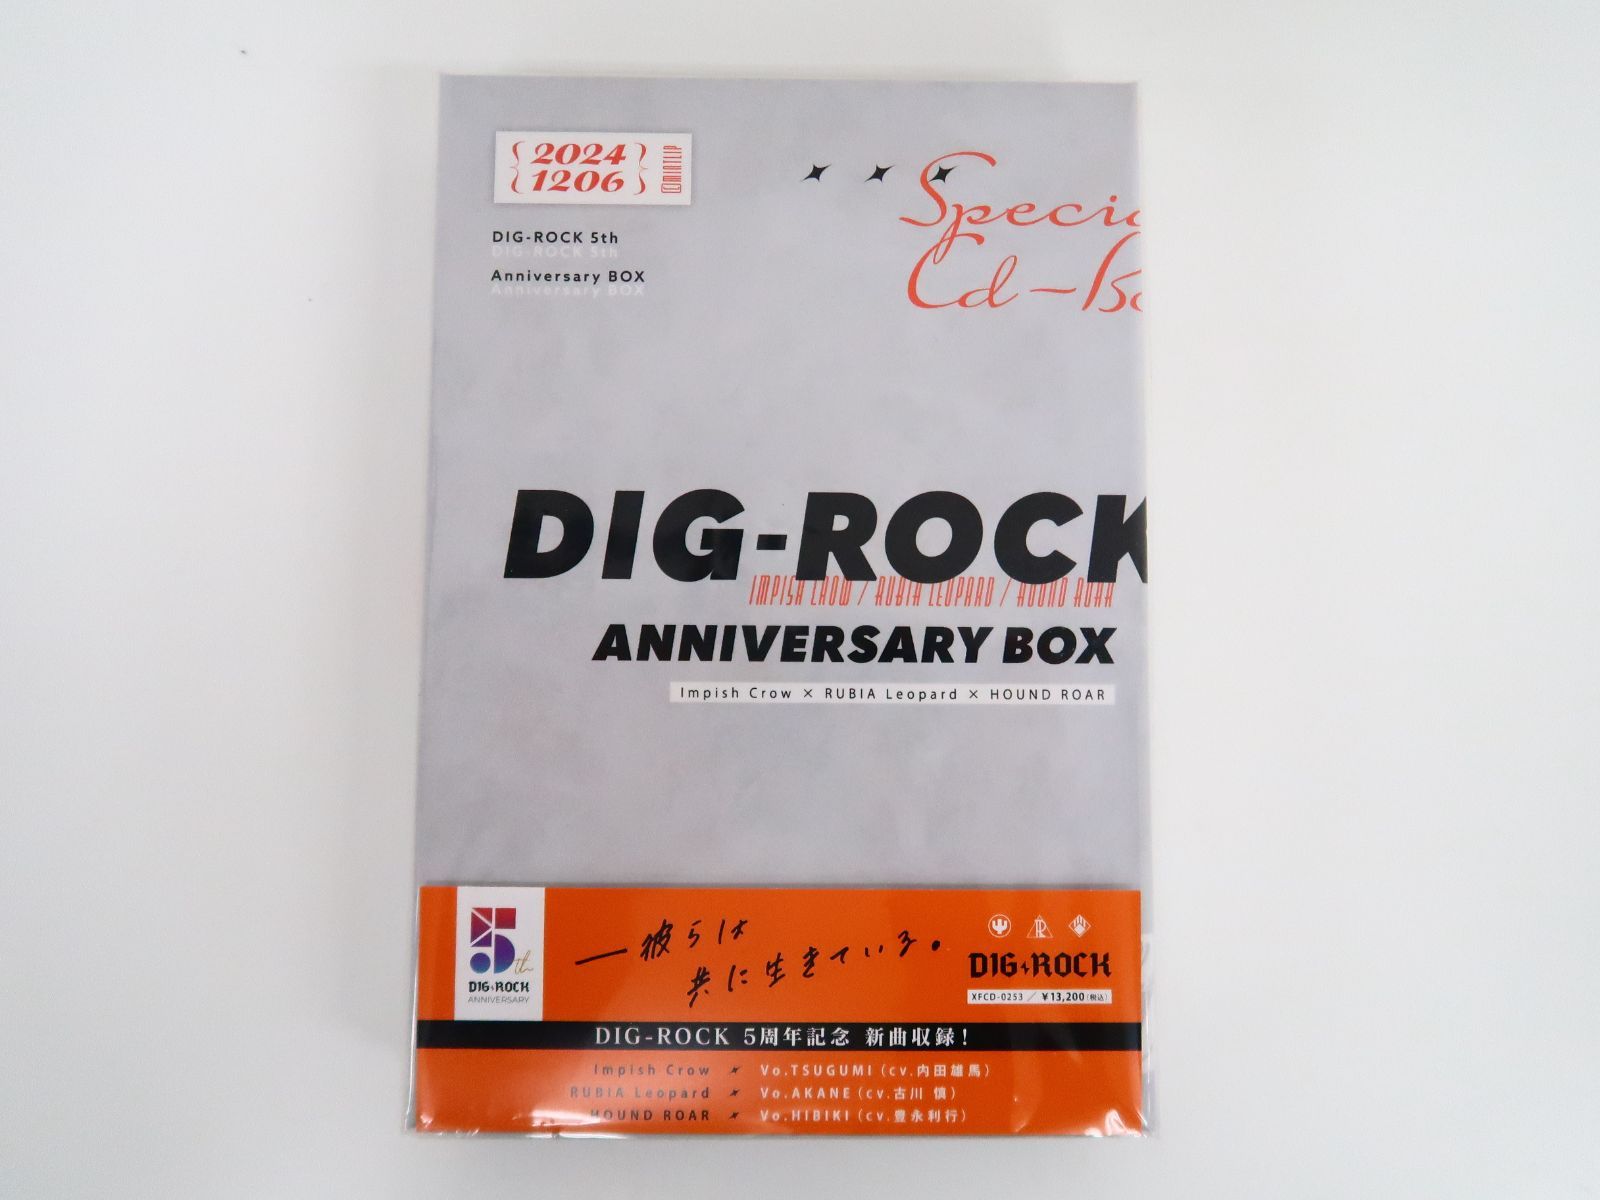 { 2024 }
{ 1206 }
DIG-ROCK 5th
DIG-ROCK 5th
Anniversary BOX
Anniversary BOX
Specia
Cd-Bo
DIG-ROCK
IMPISH CROW / RUBIA LEOPARD / HOUND ROAR
ANNIVERSARY BOX
Impish Crow × RUBIA Leopard × HOUND ROAR
5th
DIG ROCK
ANNIVERSARY
—彼らは
共に生きている。
DIG ROCK
XFCD-0253 / ¥13,200(税込)
DIG-ROCK 5周年記念 新曲収録!
Impish Crow Vo.TSUGUMI(cv.内田雄馬)
RUBIA Leopard Vo.AKANE(cv.古川 慎)
HOUND ROAR Vo.HIBIKI(cv.豊永利行)